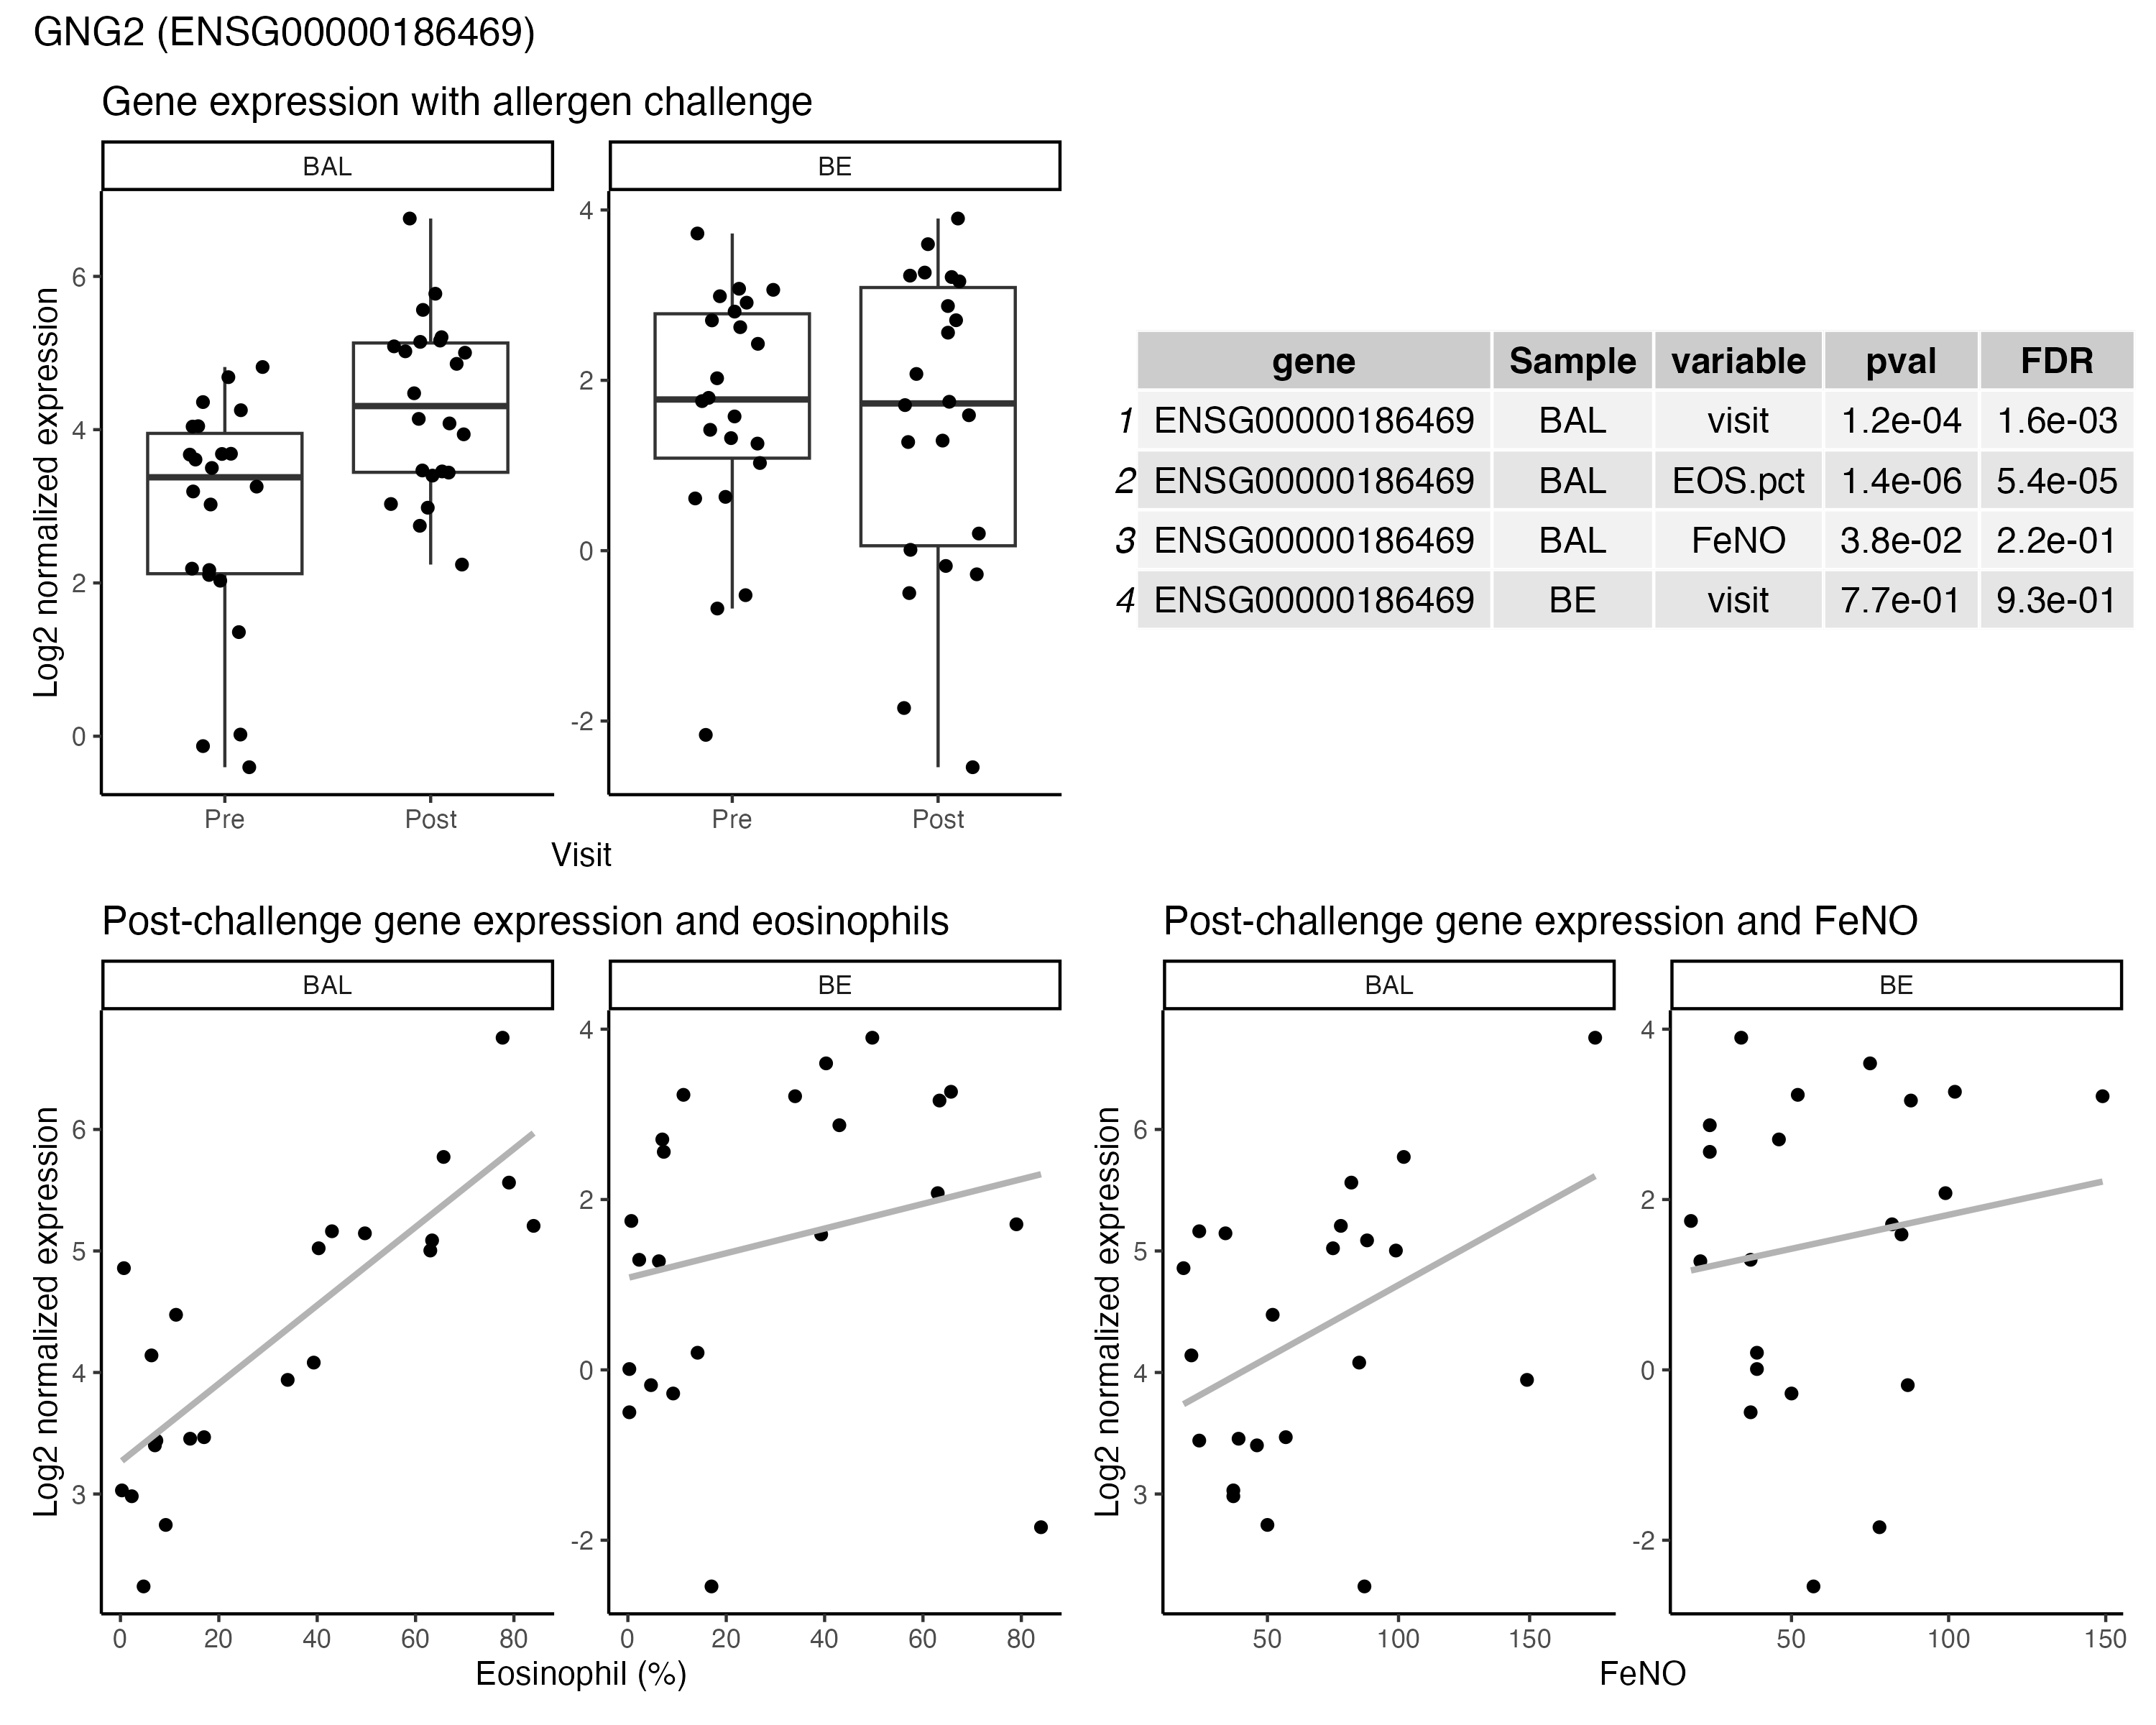 GNG2 (ENSG00000186469)
Gene expression with allergen challenge
BAL
BE
Log2 normalized expression
6
4
2
0
4
2
0
-2
Pre
Post
Pre
Post
Visit
gene Sample variable pval FDR
1 ENSG00000186469 BAL visit 1.2e-04 1.6e-03
2 ENSG00000186469 BAL EOS.pct 1.4e-06 5.4e-05
3 ENSG00000186469 BAL FeNO 3.8e-02 2.2e-01
4 ENSG00000186469 BE visit 7.7e-01 9.3e-01
Post-challenge gene expression and eosinophils
BAL
BE
Log2 normalized expression
6
5
4
3
4
2
0
-2
0 20 40 60 80
0 20 40 60 80
Eosinophil (%)
Post-challenge gene expression and FeNO
BAL
BE
Log2 normalized expression
6
5
4
3
4
2
0
-2
50 100 150
50 100 150
FeNO